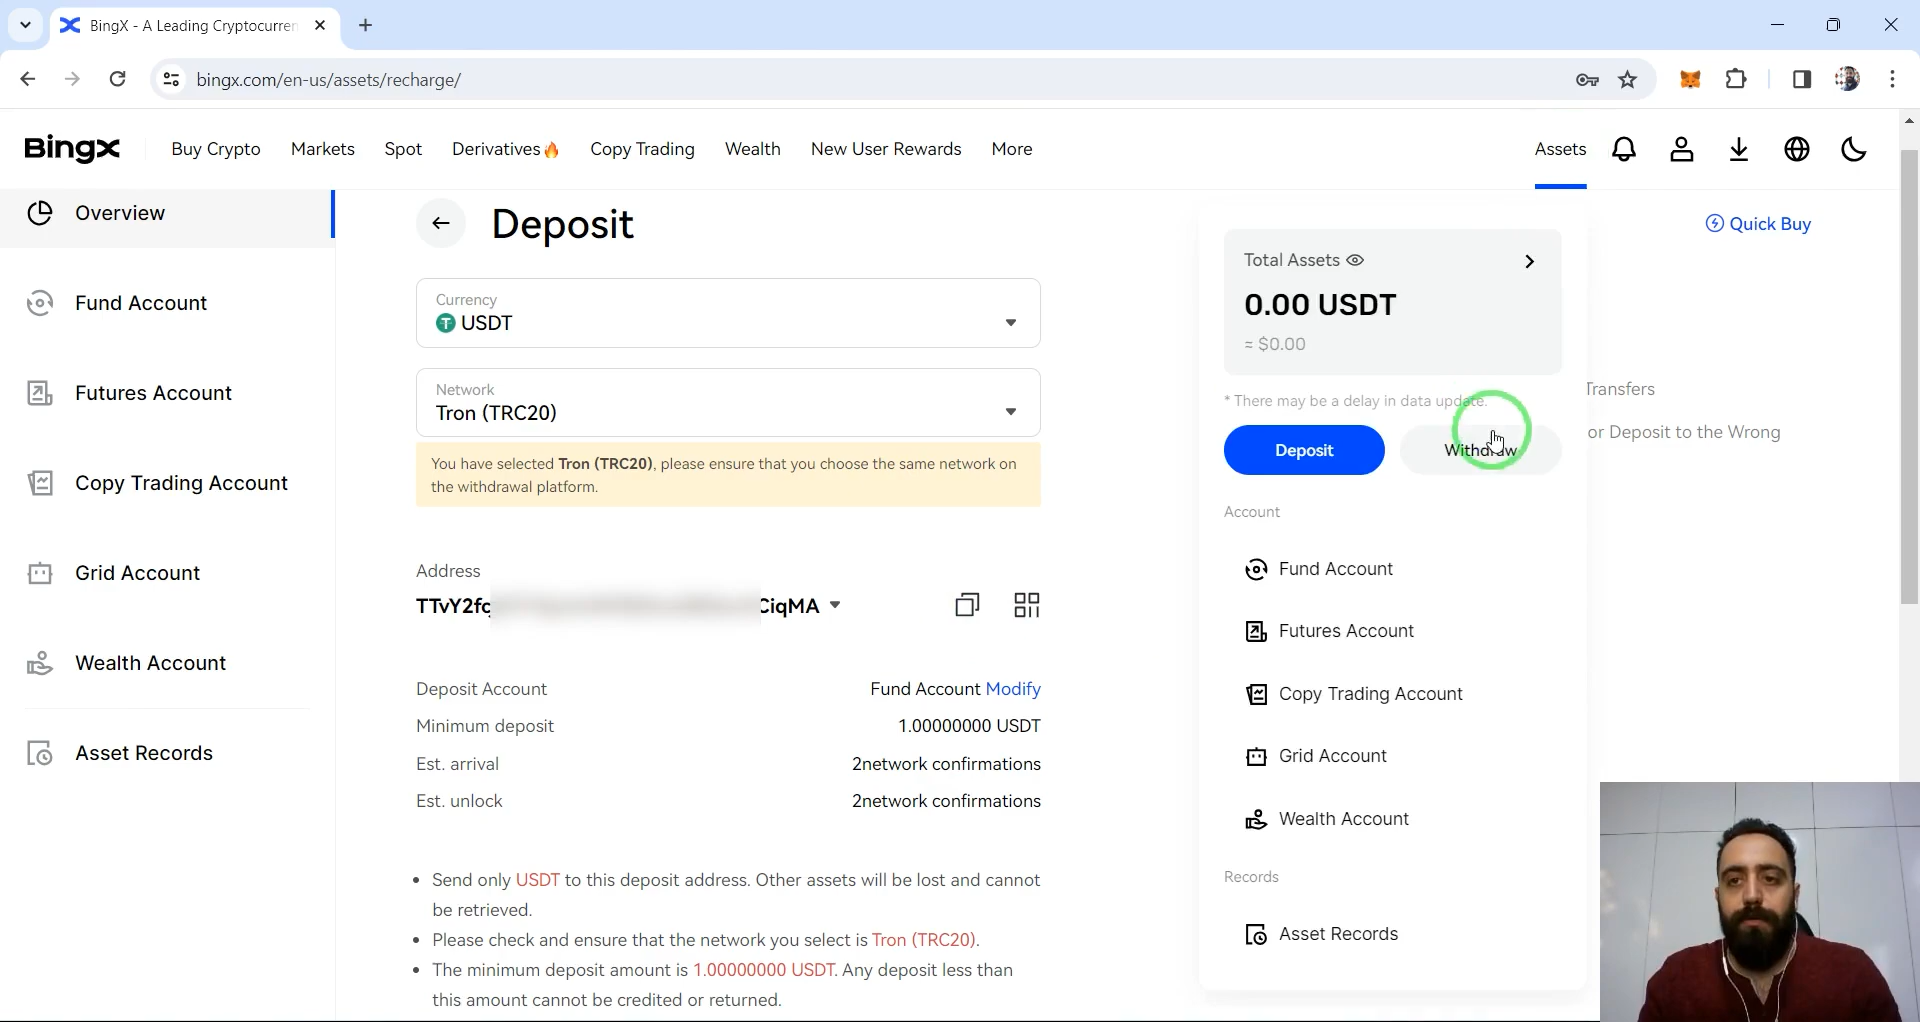 BingX - A Leading Cryptocurren
bingx.com/en-us/assets/recharge/
BingX
Buy Crypto
Markets
Spot
Derivatives
Copy Trading
Wealth
New User Rewards
More
Assets
Overview
Fund Account
Futures Account
Copy Trading Account
Grid Account
Wealth Account
Asset Records
Deposit
Currency
USDT
Network
Tron (TRC20)
You have selected Tron (TRC20), please ensure that you choose the same network on
the withdrawal platform.
Address
TTvY2fc CiqMA
Deposit Account
Fund Account Modify
Minimum deposit
1.00000000 USDT
Est. arrival
2network confirmations
Est. unlock
2network confirmations
• Send only USDT to this deposit address. Other assets will be lost and cannot
be retrieved.
• Please check and ensure that the network you select is Tron (TRC20).
• The minimum deposit amount is 1.00000000 USDT. Any deposit less than
this amount cannot be credited or returned.
Total Assets
0.00 USDT
≈ $0.00
* There may be a delay in data update.
Deposit
Withdraw
Account
Fund Account
Futures Account
Copy Trading Account
Grid Account
Wealth Account
Records
Asset Records
Quick Buy
Transfers
or Deposit to the Wrong